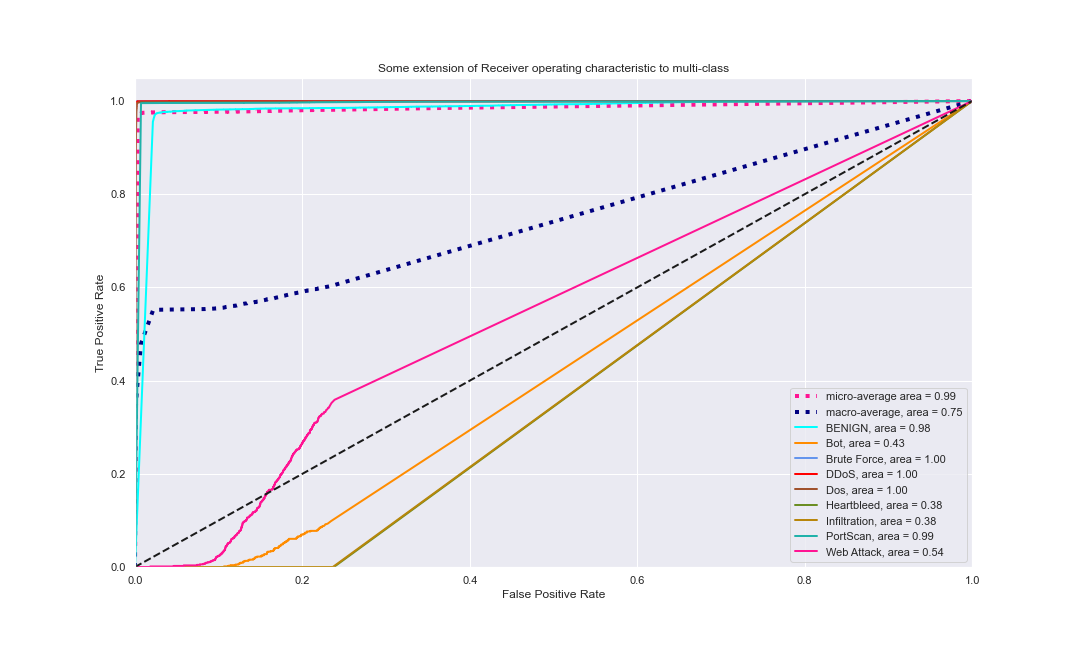 Some extension of Receiver operating characteristic to multi-class
True Positive Rate
1.0
0.8
0.6
0.4
0.2
0.0
0.0 0.2 0.4 0.6 0.8 1.0
False Positive Rate
micro-average area = 0.99
macro-average, area = 0.75
BENIGN, area = 0.98
Bot, area = 0.43
Brute Force, area = 1.00
DDoS, area = 1.00
Dos, area = 1.00
Heartbleed, area = 0.38
Infiltration, area = 0.38
PortScan, area = 0.99
Web Attack, area = 0.54